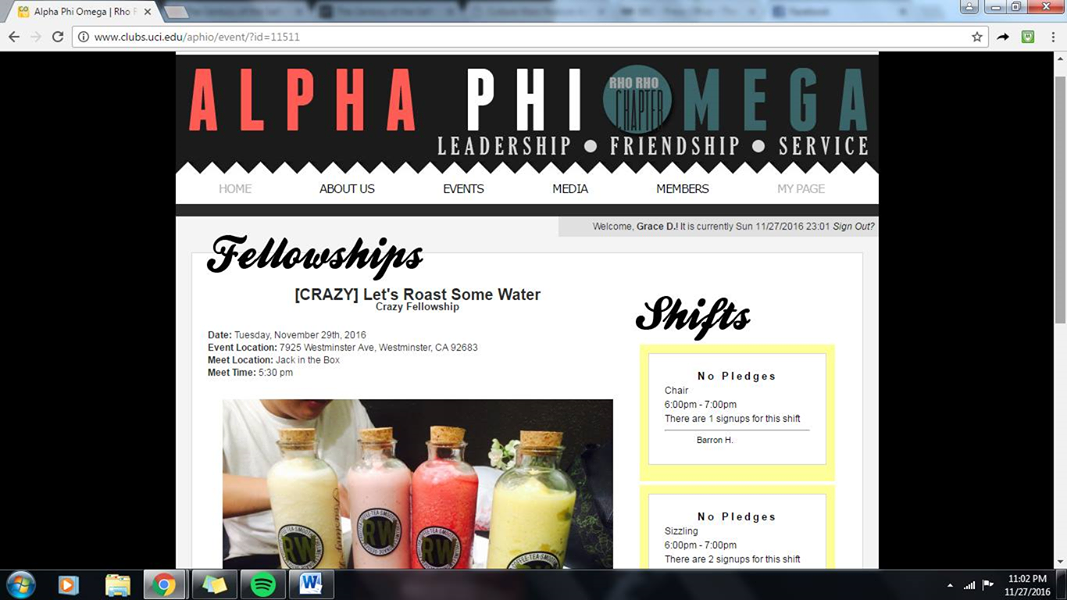 Alpha Phi Omega | Rho
Facebook
www.clubs.uci.edu/aphio/event/?id=11511
ALPHA PHI OMEGA
RHO RHO
CHAPTER
LEADERSHIP • FRIENDSHIP • SERVICE
HOME ABOUT US EVENTS MEDIA MEMBERS MY PAGE
Welcome, Grace D.! It is currently Sun 11/27/2016 23:01 Sign Out?
Fellowships
[CRAZY] Let's Roast Some Water
Crazy Fellowship
Date: Tuesday, November 29th, 2016
Event Location: 7925 Westminster Ave, Westminster, CA 92683
Meet Location: Jack in the Box
Meet Time: 5:30 pm
RW
RW
RW
Shifts
No Pledges
Chair
6:00pm - 7:00pm
There are 1 signups for this shift
Barron H.
No Pledges
Sizzling
6:00pm - 7:00pm
There are 2 signups for this shift
11:02 PM
11/27/2016